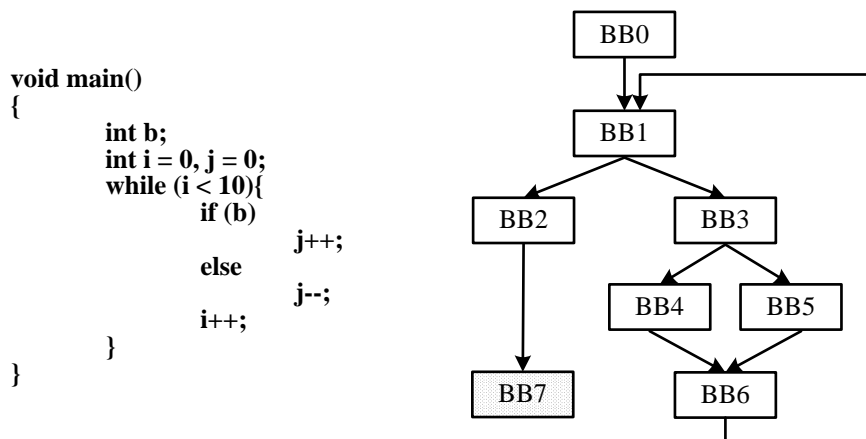 void main()
{
int b;
int i = 0, j = 0;
while (i < 10){
if (b)
j++;
else
j--;
i++;
}
}
BB0
BB1
BB2
BB3
BB4
BB5
BB7
BB6